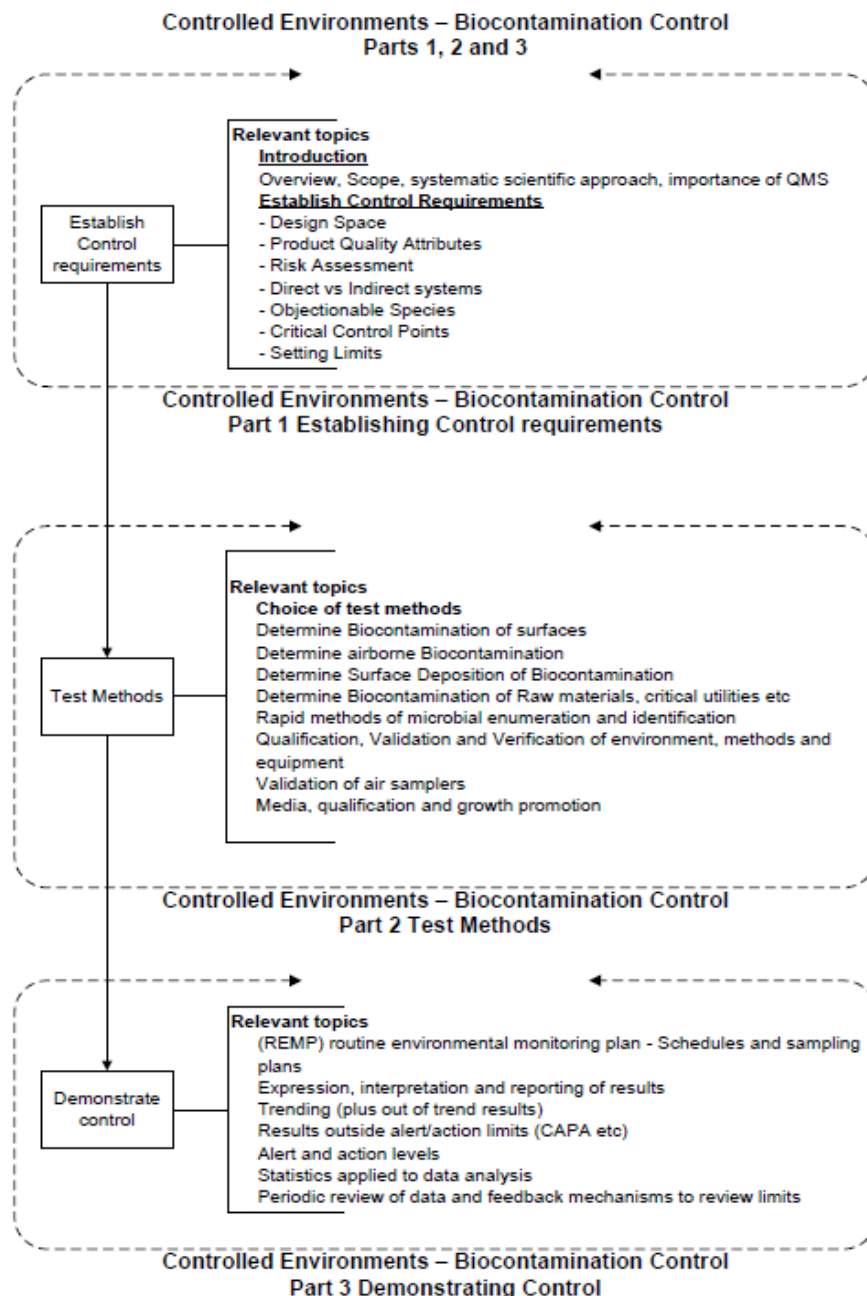 Controlled Environments – Biocontamination Control
Parts 1, 2 and 3
Relevant topics
Introduction
Overview, Scope, systematic scientific approach, importance of QMS
Establish Control Requirements
- Design Space
- Product Quality Attributes
- Risk Assessment
- Direct vs Indirect systems
- Objectionable Species
- Critical Control Points
- Setting Limits
Establish
Control
requirements
Controlled Environments – Biocontamination Control
Part 1 Establishing Control requirements
Relevant topics
Choice of test methods
Determine Biocontamination of surfaces
Determine airborne Biocontamination
Determine Surface Deposition of Biocontamination
Determine Biocontamination of Raw materials, critical utilities etc
Rapid methods of microbial enumeration and identification
Qualification, Validation and Verification of environment, methods and
equipment
Validation of air samplers
Media, qualification and growth promotion
Test Methods
Controlled Environments – Biocontamination Control
Part 2 Test Methods
Relevant topics
(REMP) routine environmental monitoring plan - Schedules and sampling
plans
Expression, interpretation and reporting of results
Trending (plus out of trend results)
Results outside alert/action limits (CAPA etc)
Alert and action levels
Statistics applied to data analysis
Periodic review of data and feedback mechanisms to review limits
Demonstrate
control
Controlled Environments – Biocontamination Control
Part 3 Demonstrating Control